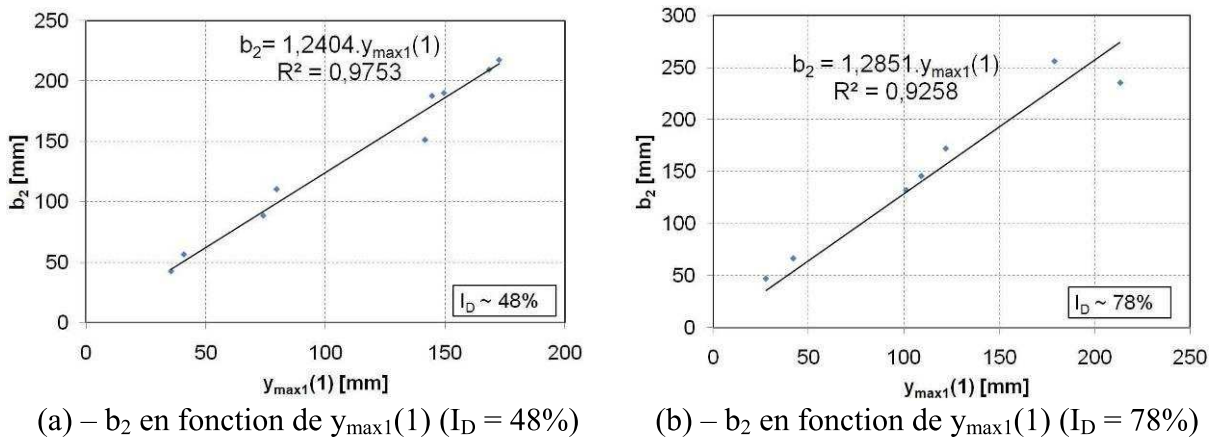 250
200
150
100
50
0
b₂ [mm]
b₂= 1,2404.yₘₐₓ₁(1)
R² = 0,9753
I_D ~ 48%
0 50 100 150 200
yₘₐₓ₁(1) [mm]
(a) – b₂ en fonction de yₘₐₓ₁(1) (I_D = 48%)
300
250
200
150
100
50
0
b₂ [mm]
b₂ = 1,2851.yₘₐₓ₁(1)
R² = 0,9258
I_D ~ 78%
0 50 100 150 200 250
yₘₐₓ₁(1) [mm]
(b) – b₂ en fonction de yₘₐₓ₁(1) (I_D = 78%)